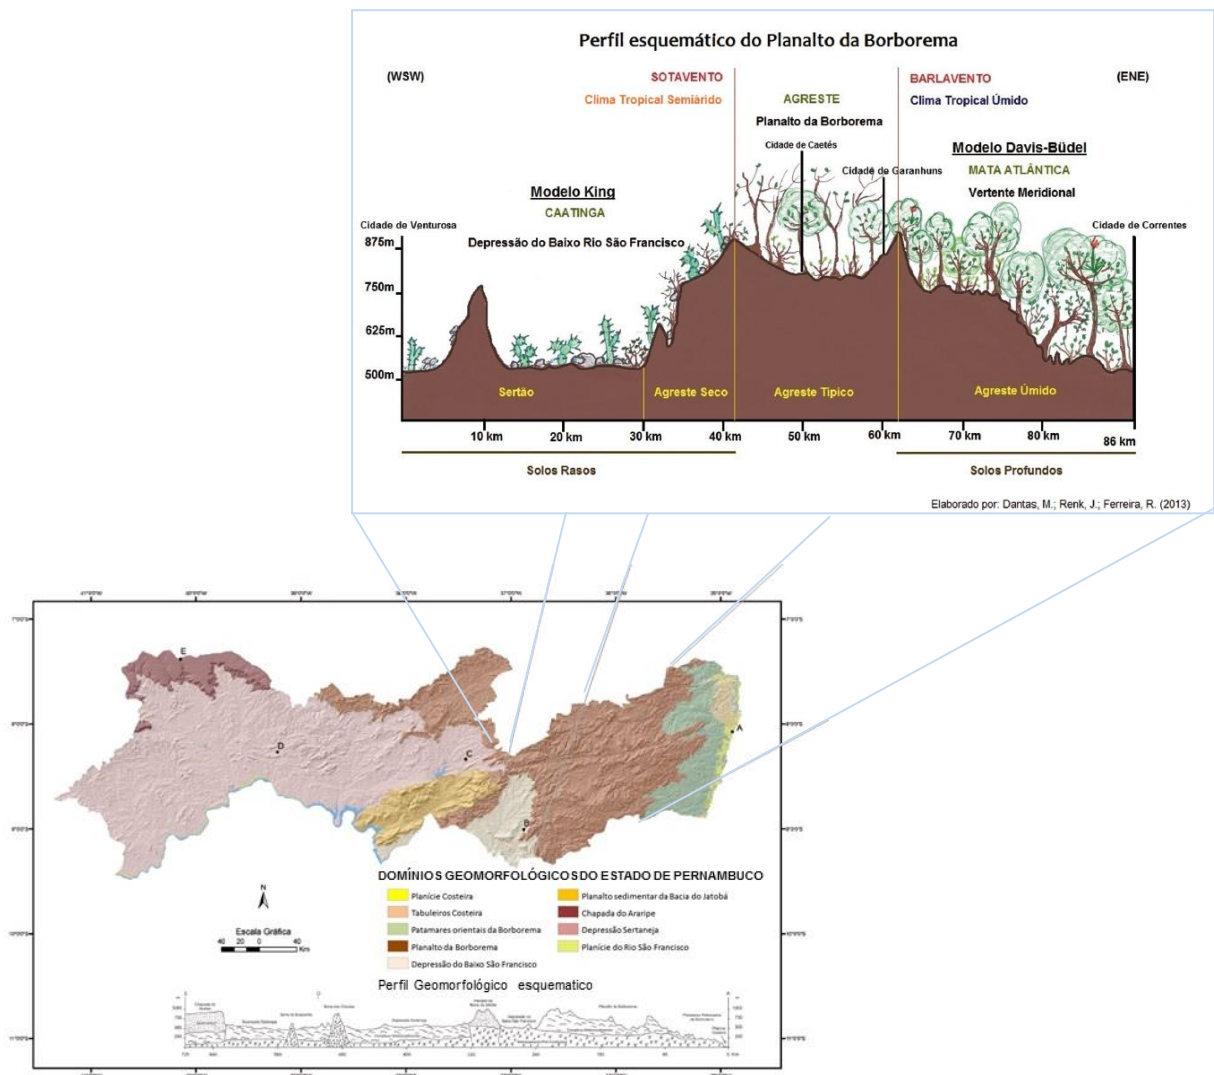 Perfil esquemático do Planalto da Borborema
(WSW)
SOTAVENTO
BARLAVENTO
(ENE)
Clima Tropical Semiàrido
AGRESTE
Clima Tropical Úmido
Planalto da Borborema
Cidade de Caetés
Modelo Davis-Büdel
Cidade de Garanhuns
MATA ATLÂNTICA
Modelo King
Vertente Meridional
CAATINGA
Cidade de Venturosa
Cidade de Correntes
Depressão do Baixo Rio São Francisco
875m
750m
625m
500m
Sertão
Agreste Seco
Agreste Tipico
Agreste Úmido
10 km
20 km
30 km
40 km
50 km
60 km
70 km
80 km
86 km
Solos Rasos
Solos Profundos
Elaborado por: Dantas, M.; Renk, J.; Ferreira, R. (2013)
E
A
D
C
B
N
Escala Gráfica
40 20 0 40
Km
DOMÍNIOS GEOMORFOLÓGICOS DO ESTADO DE PERNAMBUCO
Planície Costeira
Planalto sedimentar da Bacia do Jatobá
Tabuleiros Costeira
Chapada do Araripe
Patamares orientais da Borborema
Depressão Sertaneja
Planalto da Borborema
Planície do Rio São Francisco
Depressão do Baixo São Francisco
Perfil Geomorfológico esquematico